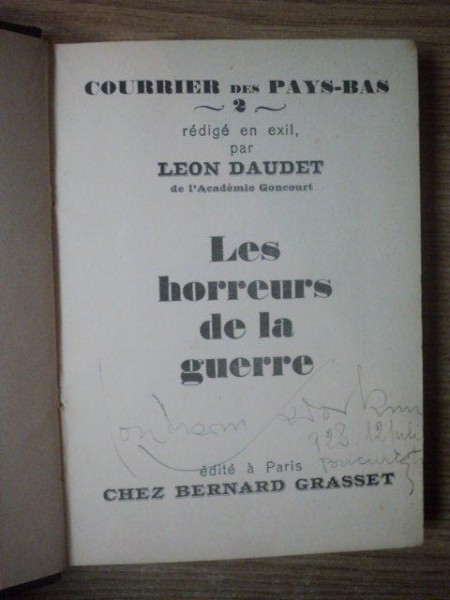 COURRIER DES PAYS-BAS
~ 2 ~
rédigé en exil,
par
LEON DAUDET
de l'Académie Goncourt
Les
horreurs
de la
guerre
édité à Paris
CHEZ BERNARD GRASSET